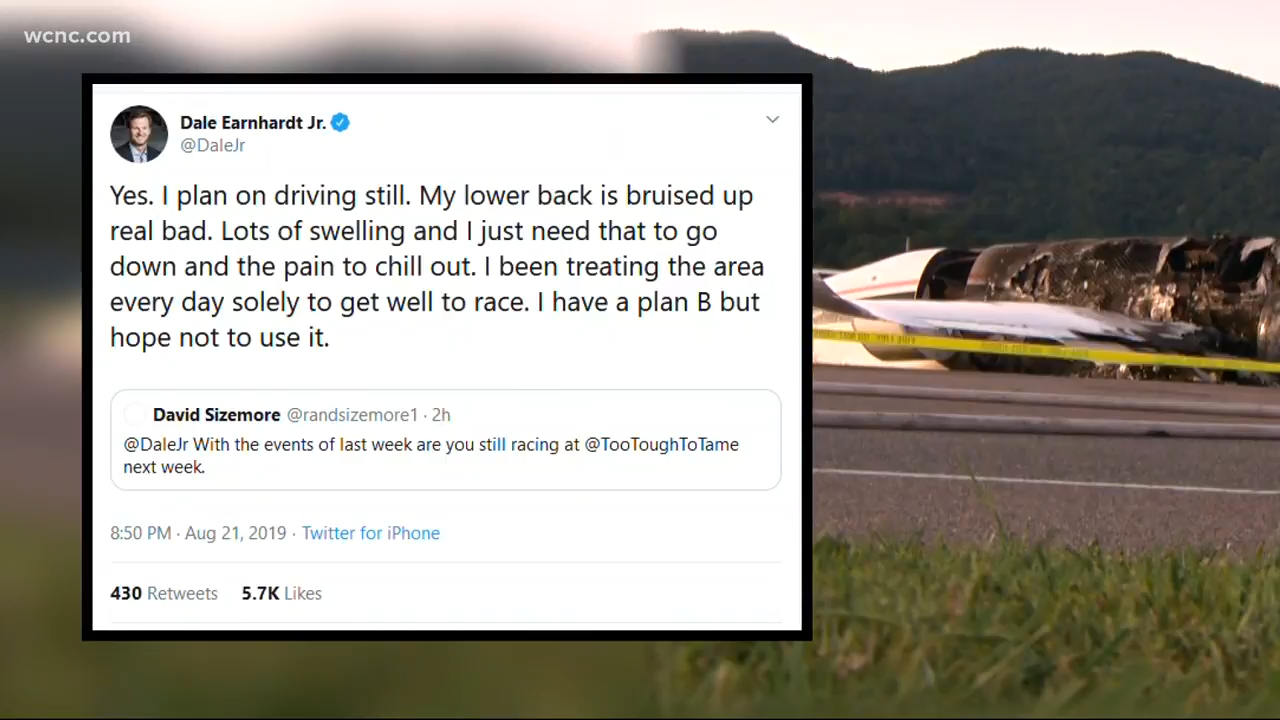 wcnc.com
Dale Earnhardt Jr.
@DaleJr
Yes. I plan on driving still. My lower back is bruised up
real bad. Lots of swelling and I just need that to go
down and the pain to chill out. I been treating the area
every day solely to get well to race. I have a plan B but
hope not to use it.
David Sizemore @randsizemore1 · 2h
@DaleJr With the events of last week are you still racing at @TooToughToTame
next week.
8:50 PM · Aug 21, 2019 · Twitter for iPhone
430 Retweets 5.7K Likes